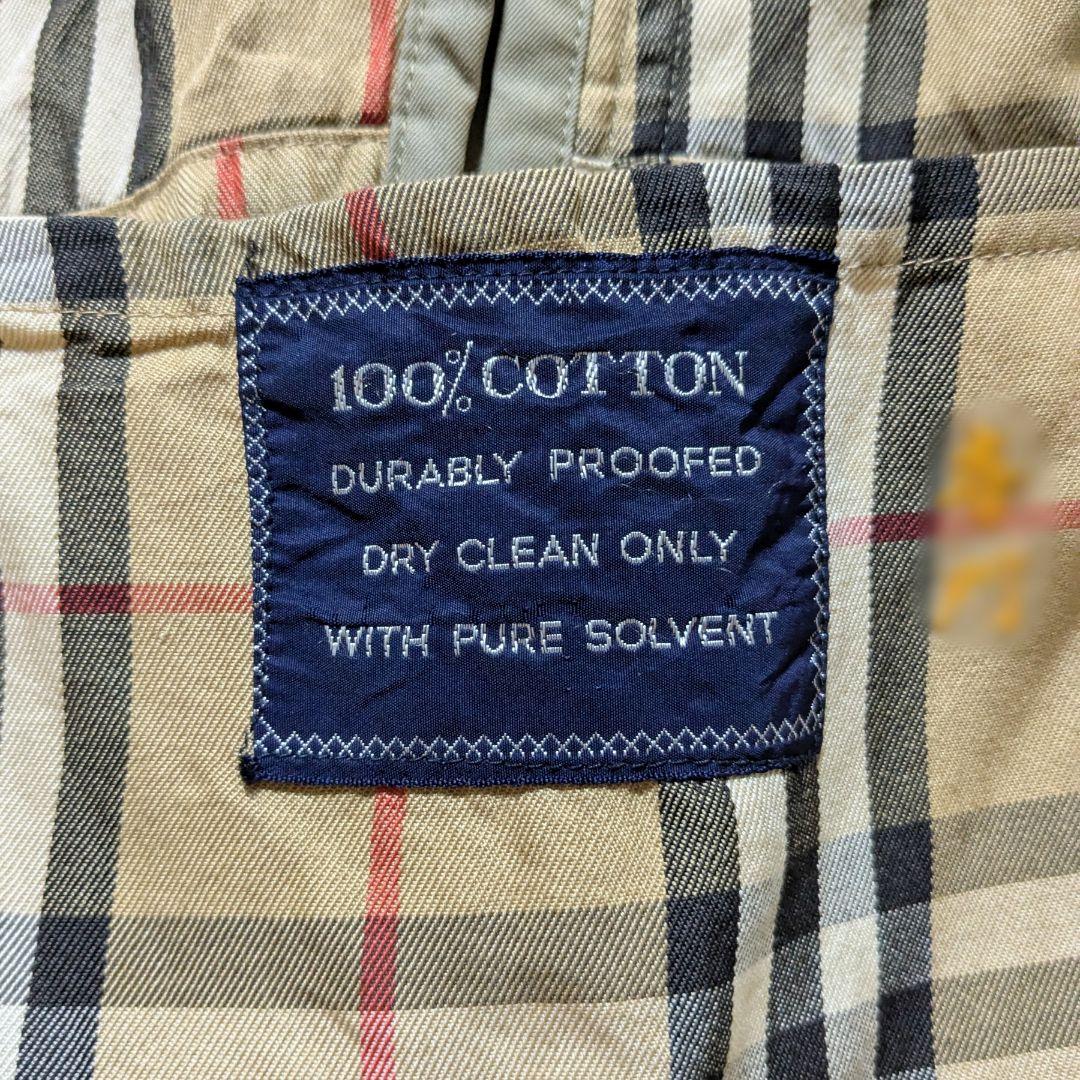 100% COTTON
DURABLY PROOFED
DRY CLEAN ONLY
WITH PURE SOLVENT